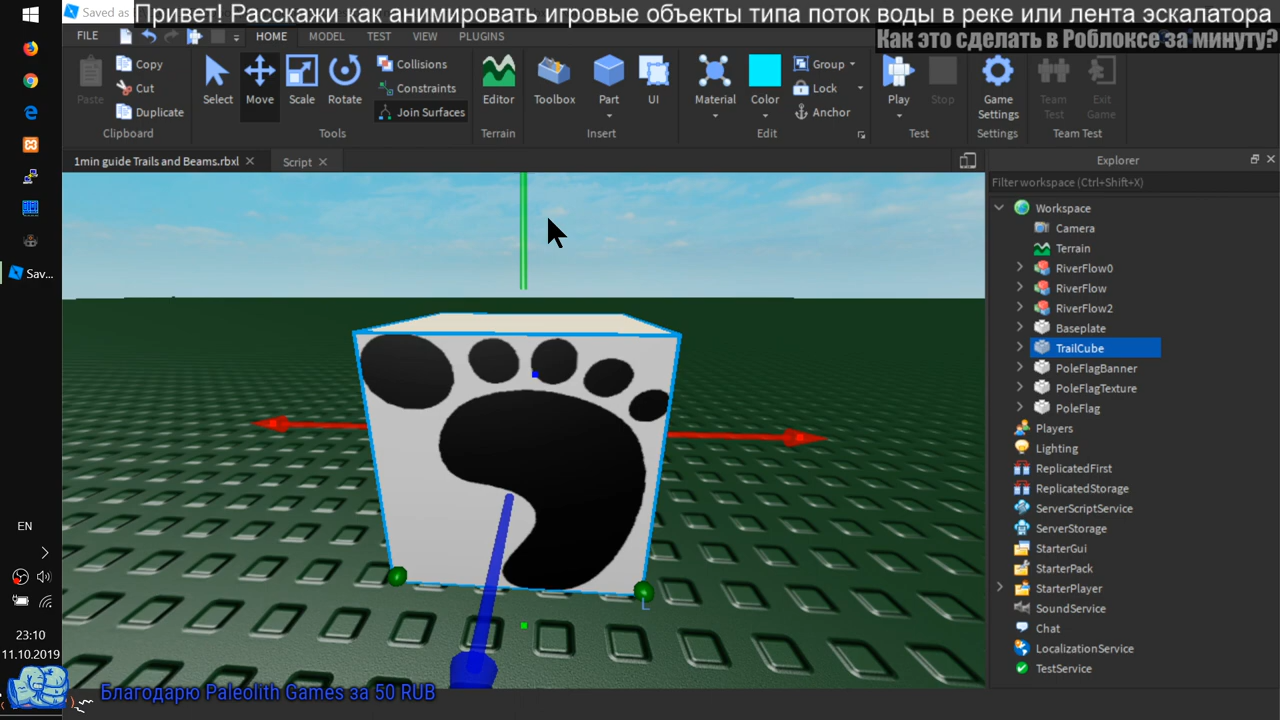 Saved as
Привет! Расскажи как анимировать игровые объекты типа поток воды в реке или лента эскалатора
Как это сделать в Роблоксе за минуту?
FILE
HOME
MODEL
TEST
VIEW
PLUGINS
Paste
Copy
Cut
Duplicate
Clipboard
Select
Move
Scale
Rotate
Collisions
Constraints
Join Surfaces
Tools
Editor
Terrain
Toolbox
Part
UI
Insert
Material
Color
Group
Lock
Anchor
Edit
Play
Stop
Test
Game
Settings
Settings
Team
Test
Exit
Game
Team Test
1min guide Trails and Beams.rbxl
Script
Explorer
Filter workspace (Ctrl+Shift+X)
Workspace
Camera
Terrain
RiverFlow0
RiverFlow
RiverFlow2
Baseplate
TrailCube
PoleFlagBanner
PoleFlagTexture
PoleFlag
Players
Lighting
ReplicatedFirst
ReplicatedStorage
ServerScriptService
ServerStorage
StarterGui
StarterPack
StarterPlayer
SoundService
Chat
LocalizationService
TestService
Sav...
EN
23:10
11.10.2019
L
Благодарю Paleolith Games за 50 RUB